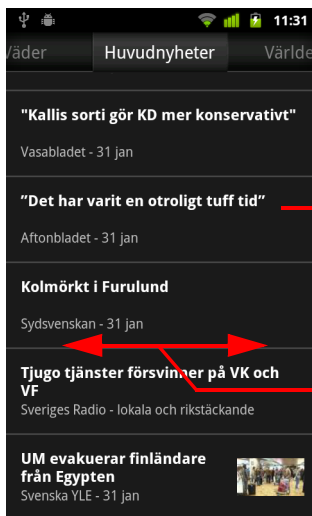 11:31
Väder Huvudnyheter Världe
"Kallis sorti gör KD mer konservativt"
Vasabladet - 31 jan
”Det har varit en otroligt tuff tid”
Aftonbladet - 31 jan
Kolmörkt i Furulund
Sydsvenskan - 31 jan
Tjugo tjänster försvinner på VK och
VF
Sveriges Radio - lokala och rikstäckande
UM evakuerar finländare
från Egypten
Svenska YLE - 31 jan